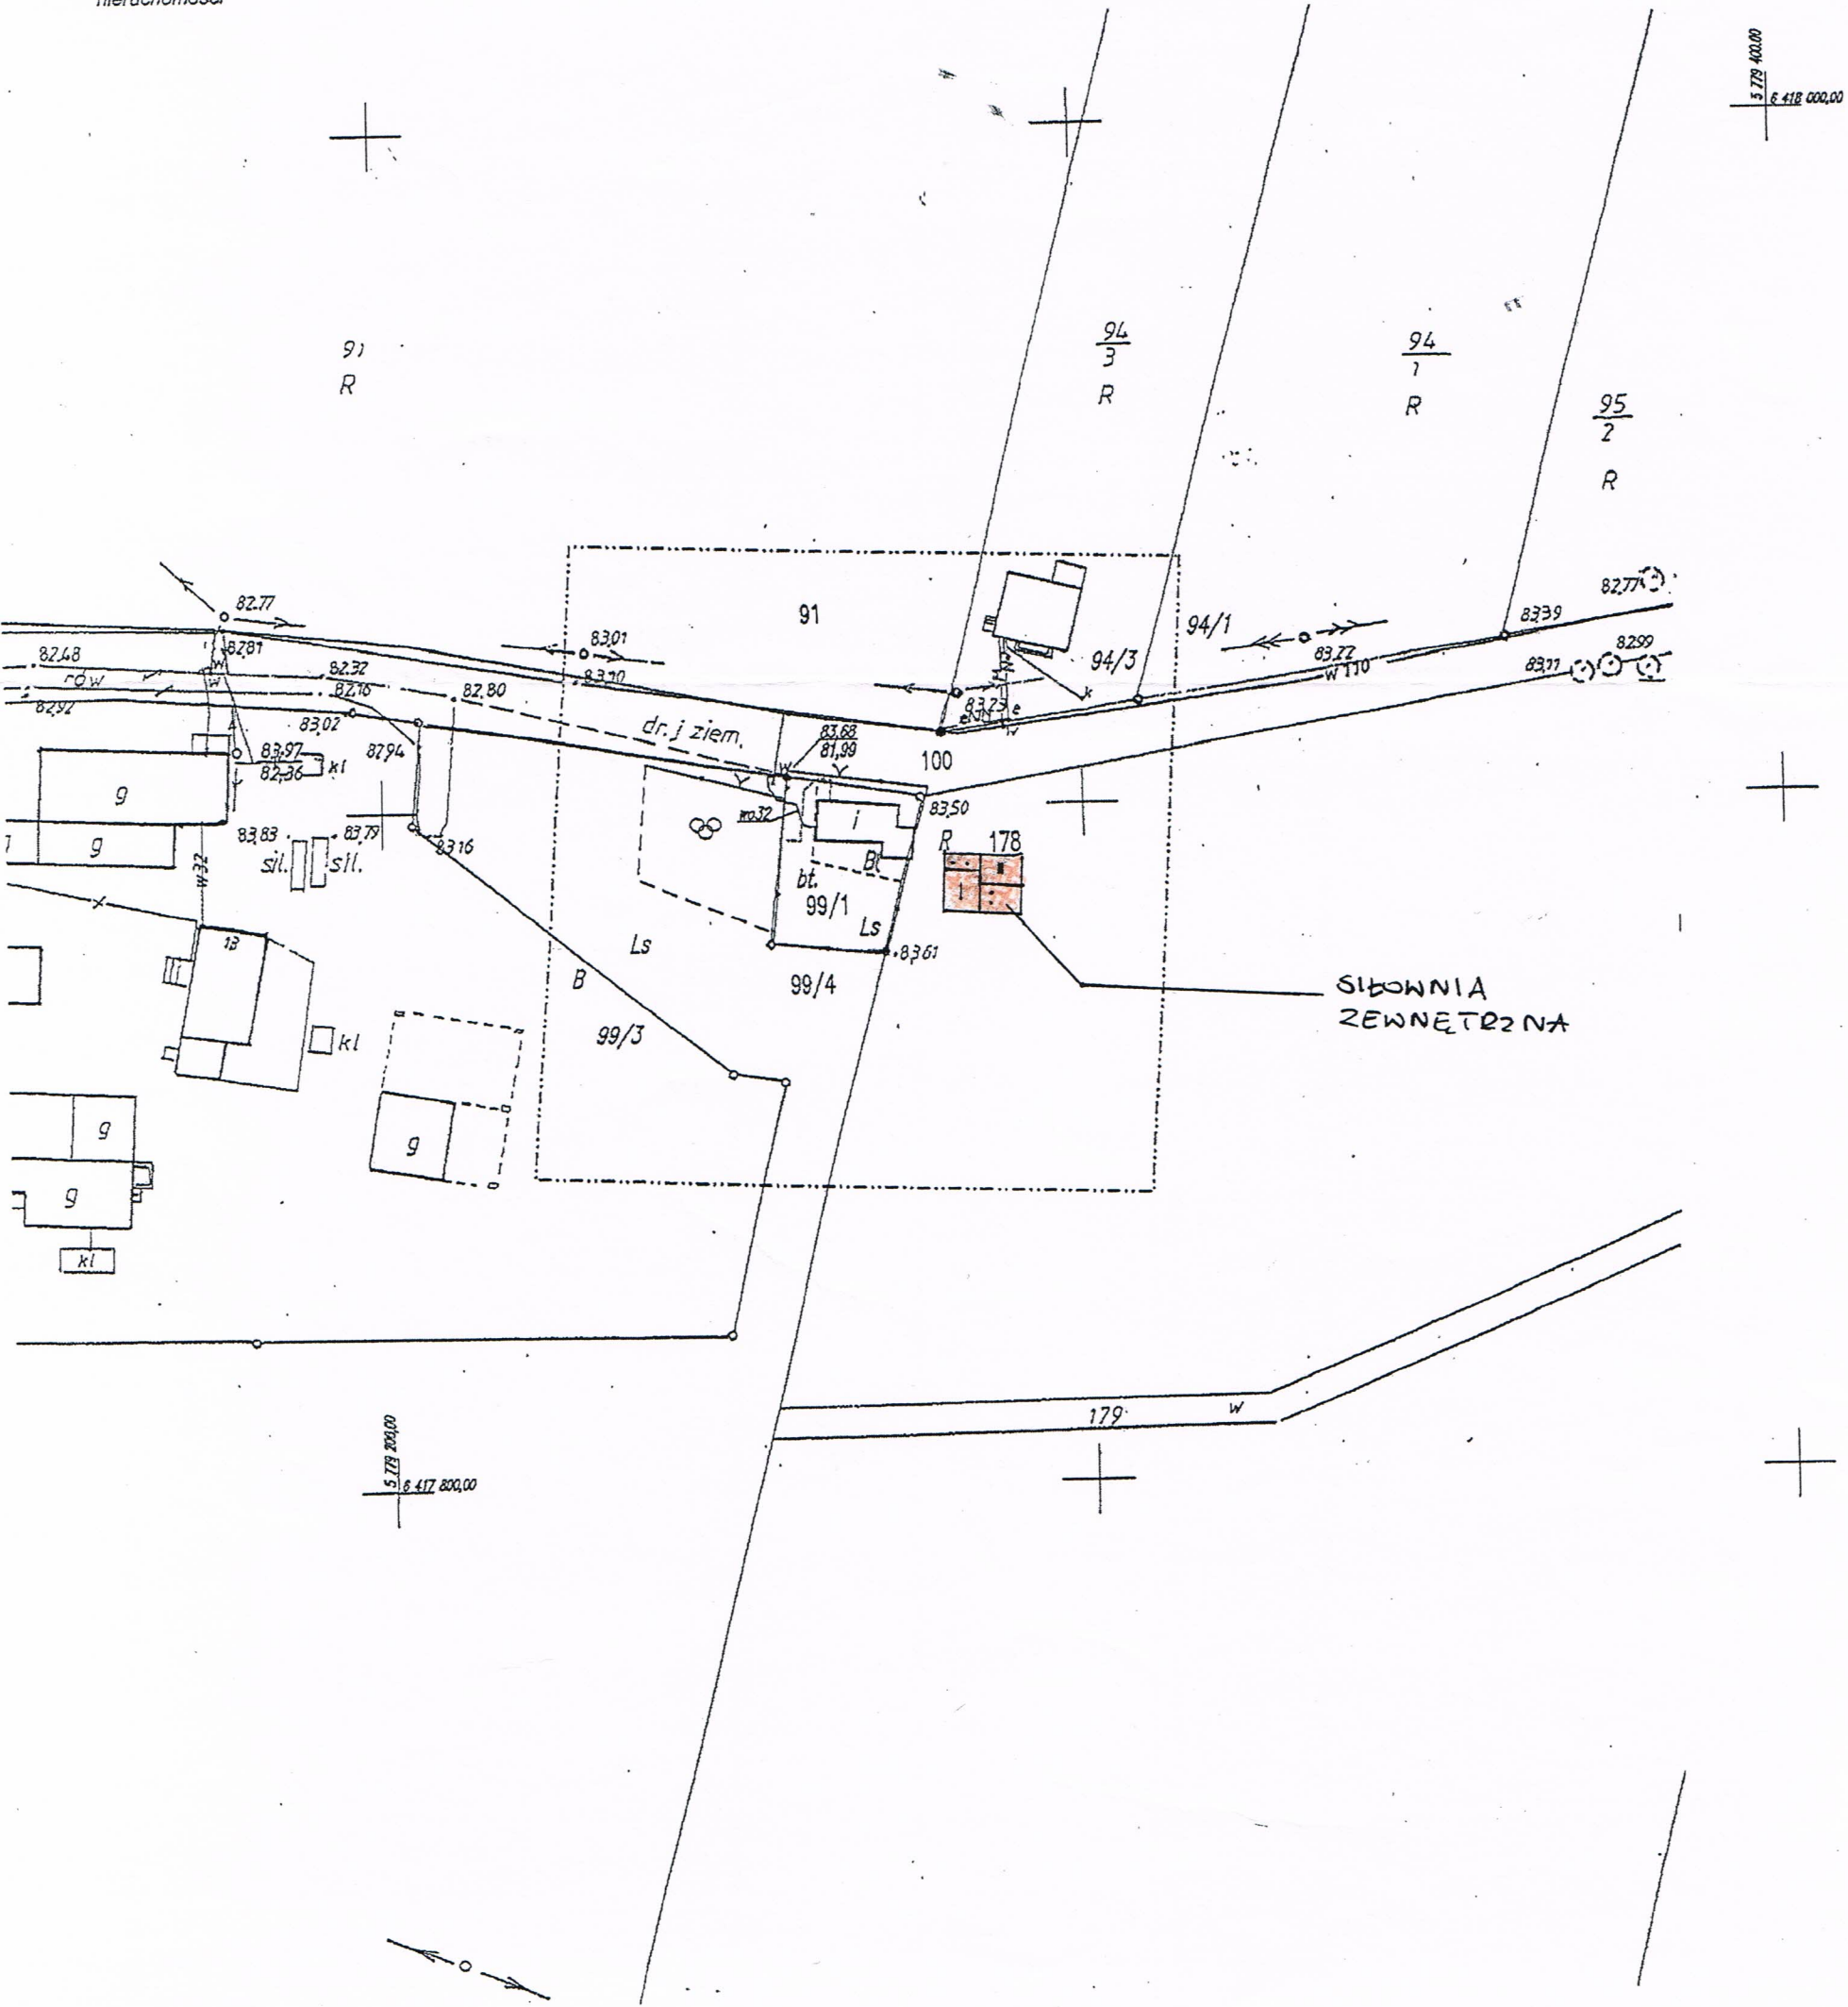 nieruchomości
5 779 400.00
6 418 000,00
91
R
94
3
R
94
1
R
95
2
R
82.77
82.77
91
94/1
83.39
82.81
83.01
94/3
83.22
82.99
82.48
82.32
w 110
83.11
rów
82.16
82.80
83.10
k
82.92
83.23
e
eNN
w
83.02
dr. j ziem.
83.68
81.99
100
83.97
82.36
kl
82.94
w
g
wo32
i
83.50
83.83
83.79
83.16
R
178
g
sil.
sil.
w32
bt.
Bi
99/1
Ls
Ls
83.61
B
99/4
SIŁOWNIA
ZEWNĘTRZNA
99/3
kl
g
g
g
kl
179
w
5 779 200,00
6 417 800,00